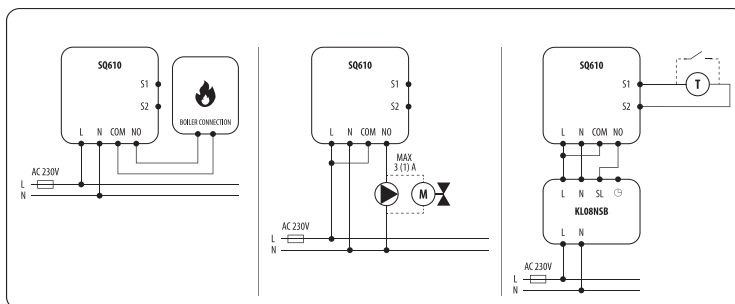 SQ610
S1
S2
L N COM NO
BOILER CONNECTION
AC 230V
L
N
SQ610
S1
S2
L N COM NO
MAX
3 (1) A
M
AC 230V
L
N
SQ610
S1
S2
T
L N COM NO
L N SL
KL08NSB
L N
AC 230V
L
N